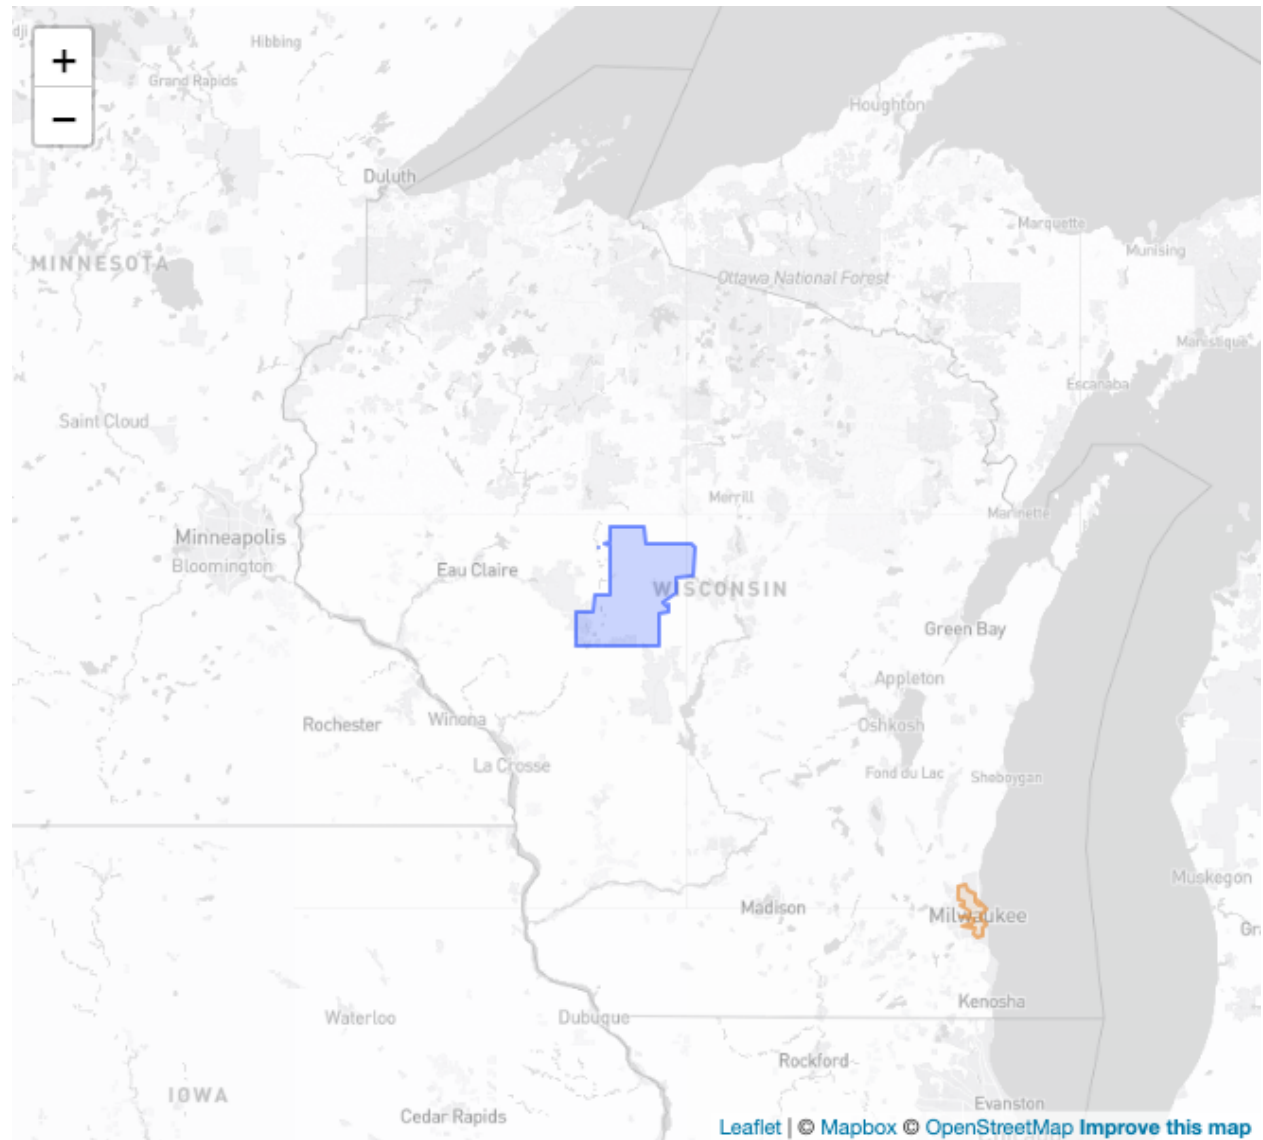 dji
Hibbing
+
Grand Rapids
−
Houghton
Duluth
Marquette
Munising
MINNESOTA
Ottawa National Forest
Manistique
Escanaba
Saint Cloud
Merrill
Marinette
Minneapolis
Bloomington
Eau Claire
WISCONSIN
Green Bay
Appleton
Rochester
Winona
Oshkosh
La Crosse
Fond du Lac
Sheboygan
Muskegon
Madison
Milwaukee
Gra
Kenosha
Waterloo
Dubuque
Rockford
IOWA
Evanston
Cedar Rapids
Leaflet | © Mapbox © OpenStreetMap Improve this map